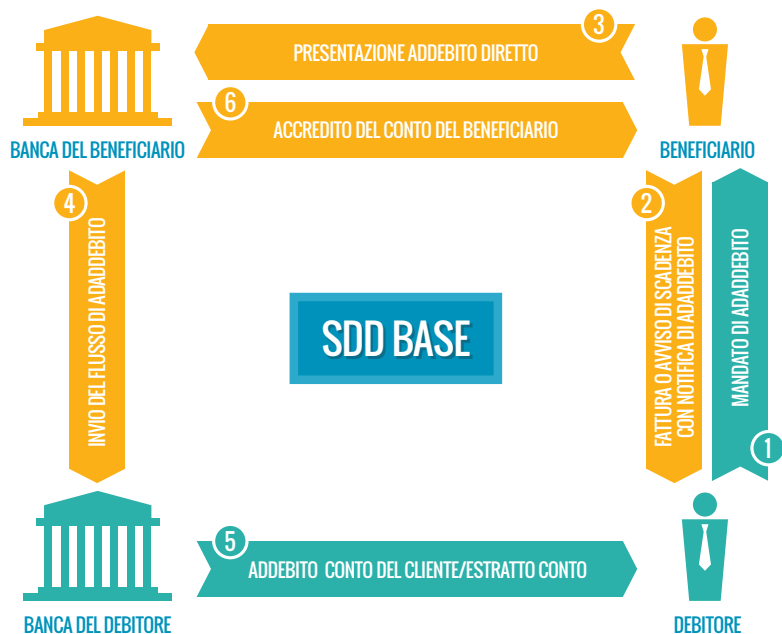 3
PRESENTAZIONE ADDEBITO DIRETTO
6
ACCREDITO DEL CONTO DEL BENEFICIARIO
BANCA DEL BENEFICIARIO
BENEFICIARIO
4
INVIO DEL FLUSSO DI ADADDEBITO
2
FATTURA O AVVISO DI SCADENZA
CON NOTIFICA DI ADADDEBITO
MANDATO DI ADADDEBITO
1
SDD BASE
5
ADDEBITO CONTO DEL CLIENTE/ESTRATTO CONTO
BANCA DEL DEBITORE
DEBITORE